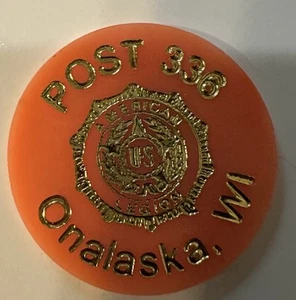 POST 336
AMERICAN
US
LEGION
Onalaska, WI